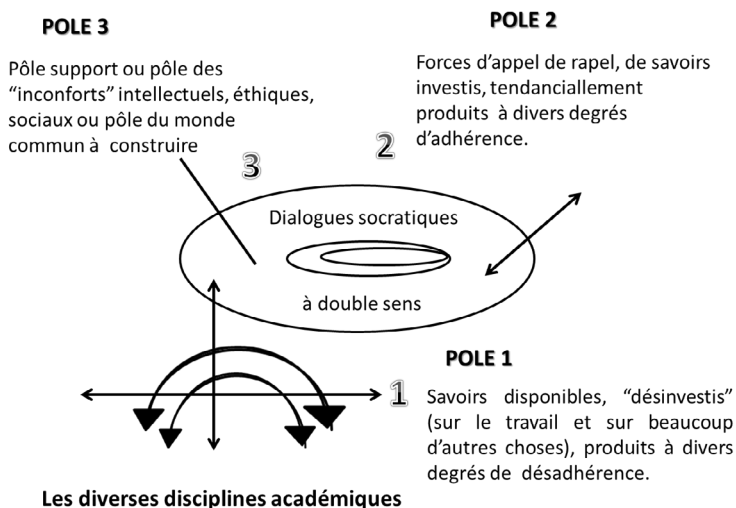 POLE 3
Pôle support ou pôle des
“inconforts” intellectuels, éthiques,
sociaux ou pôle du monde
commun à construire
3
POLE 2
Forces d’appel de rapel, de savoirs
investis, tendanciallement
produits à divers degrés
d’adhérence.
2
Dialogues socratiques
à double sens
POLE 1
1
Savoirs disponibles, “désinvestis”
(sur le travail et sur beaucoup
d’autres choses), produits à divers
degrés de désadhérence.
Les diverses disciplines académiques